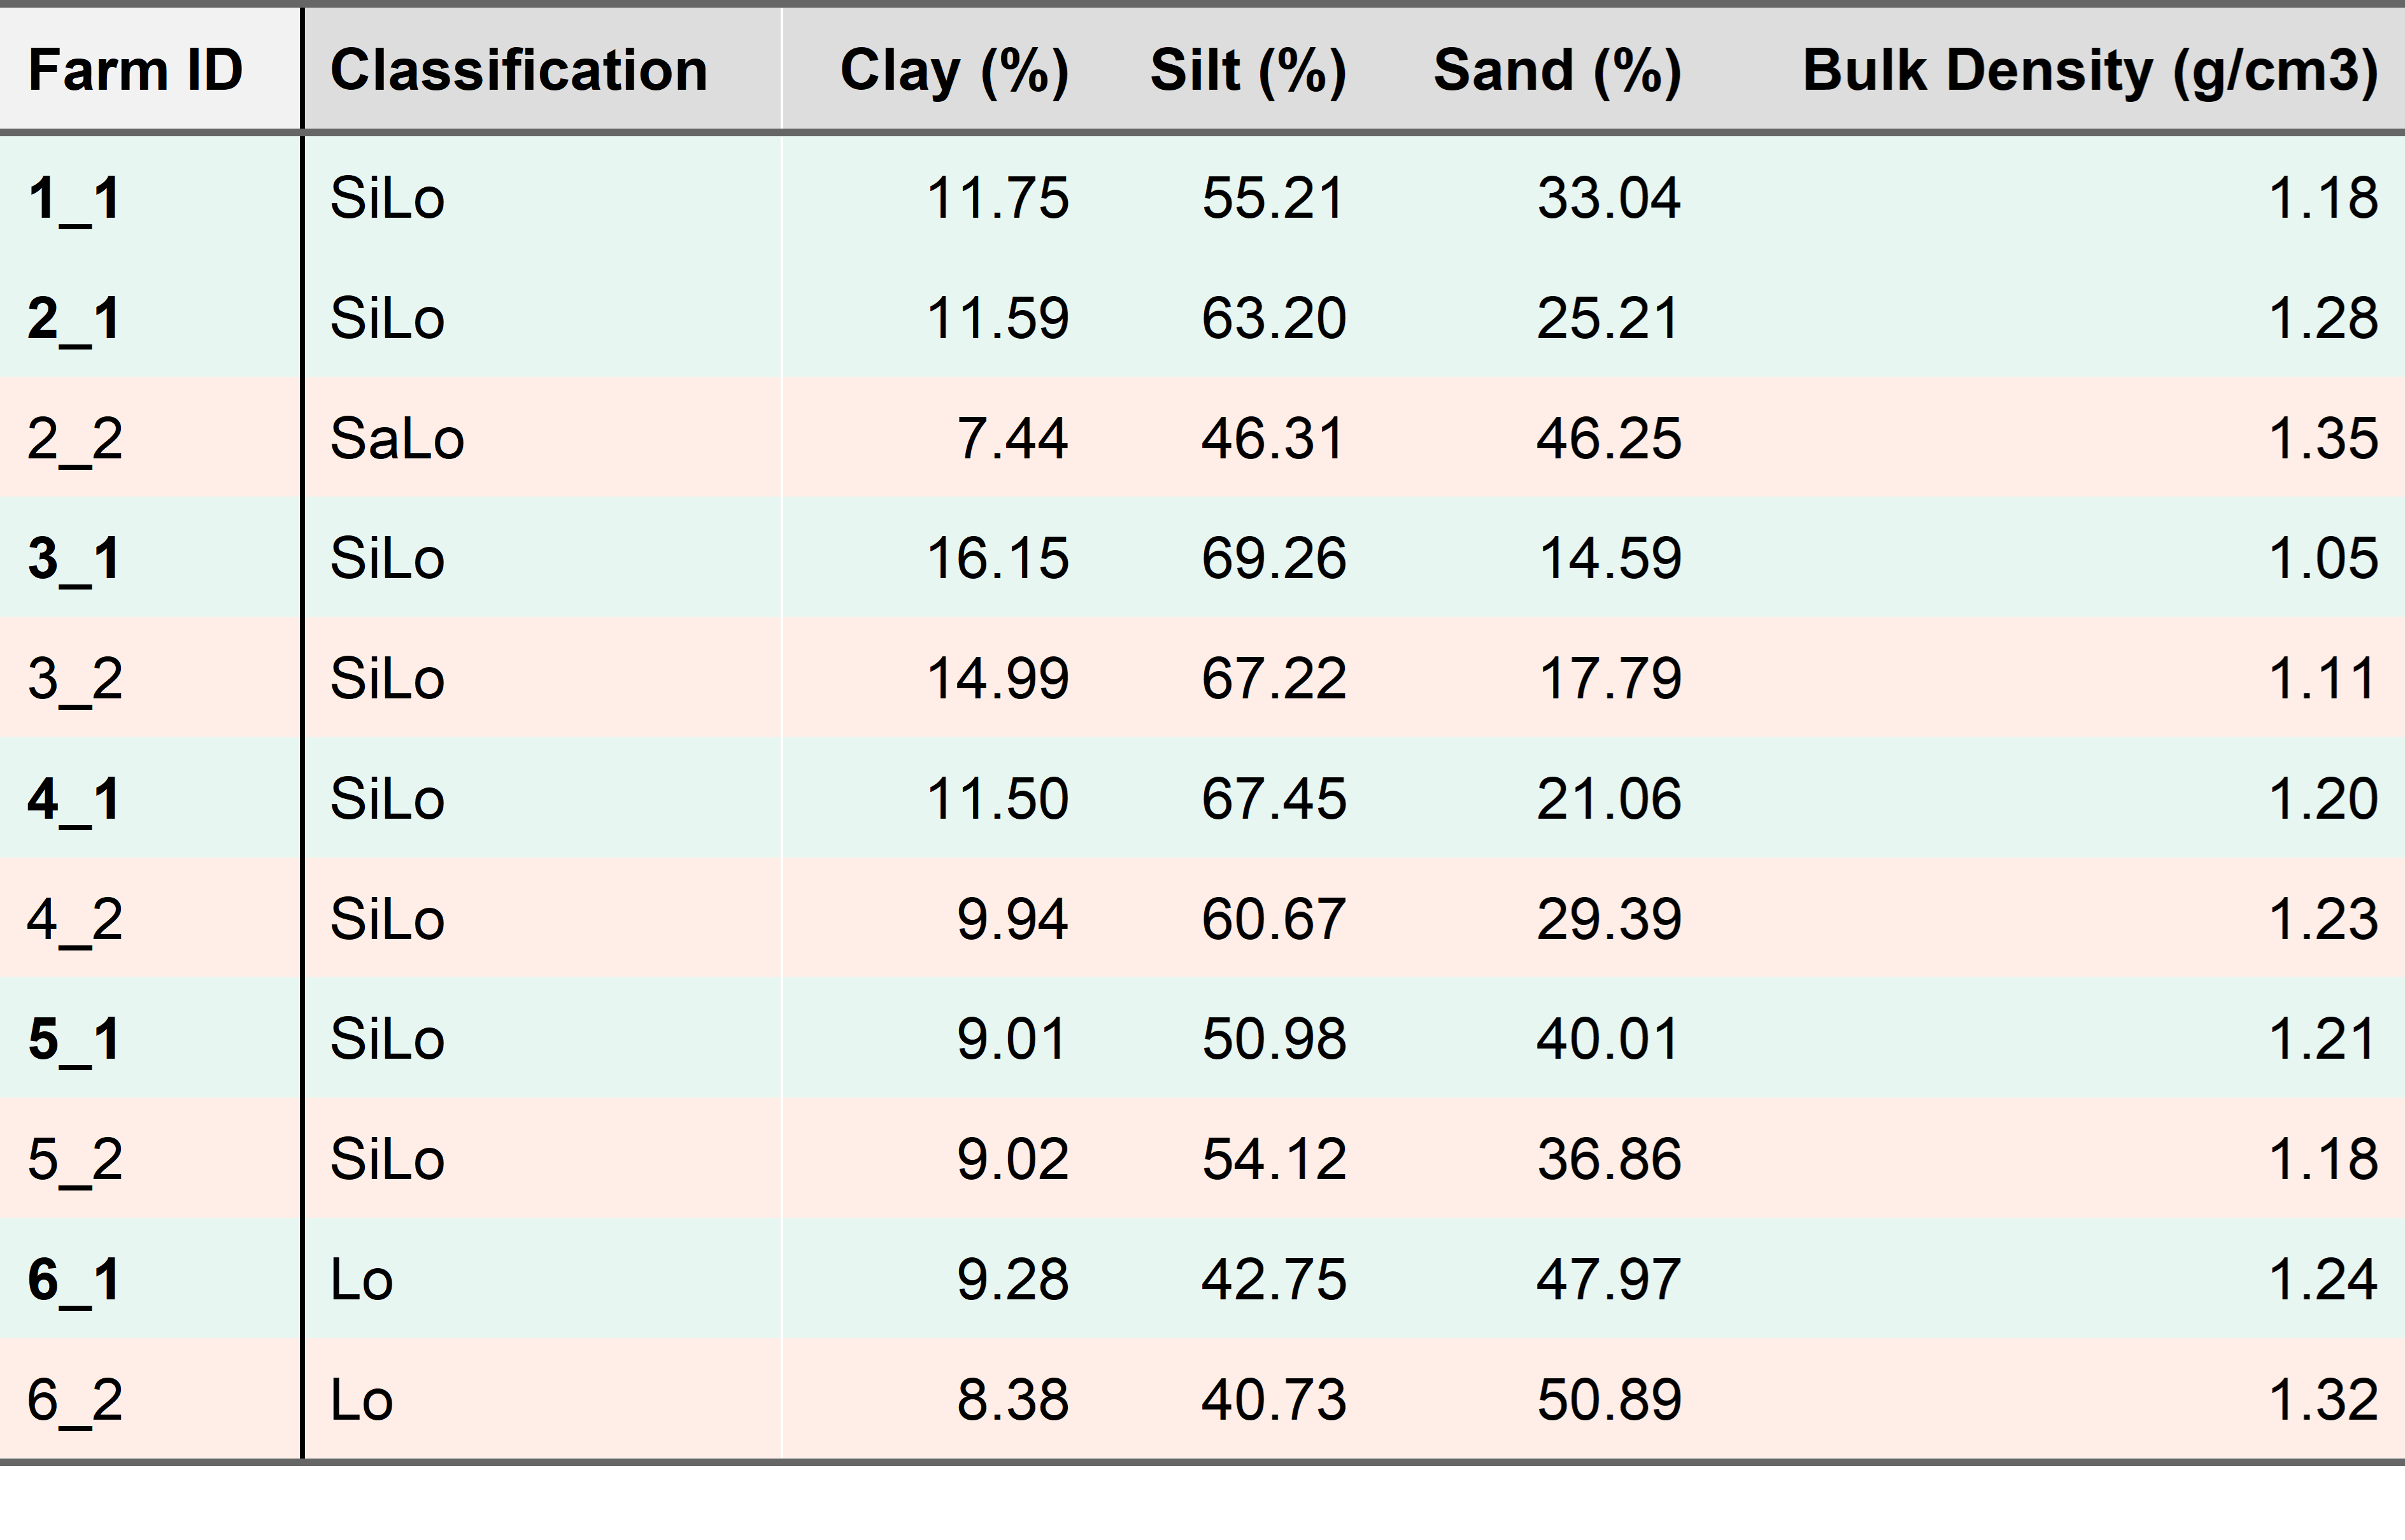 Farm ID Classification Clay (%) Silt (%) Sand (%) Bulk Density (g/cm3)
1_1 SiLo 11.75 55.21 33.04 1.18
2_1 SiLo 11.59 63.20 25.21 1.28
2_2 SaLo 7.44 46.31 46.25 1.35
3_1 SiLo 16.15 69.26 14.59 1.05
3_2 SiLo 14.99 67.22 17.79 1.11
4_1 SiLo 11.50 67.45 21.06 1.20
4_2 SiLo 9.94 60.67 29.39 1.23
5_1 SiLo 9.01 50.98 40.01 1.21
5_2 SiLo 9.02 54.12 36.86 1.18
6_1 Lo 9.28 42.75 47.97 1.24
6_2 Lo 8.38 40.73 50.89 1.32